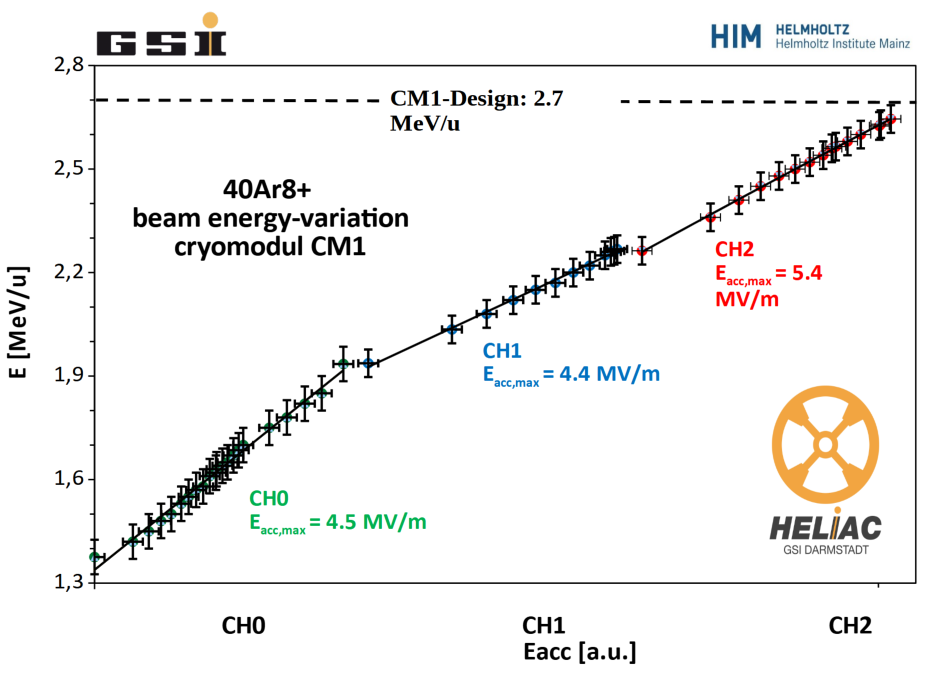 GSI
HIM HELMHOLTZ
Helmholtz Institute Mainz
2,8
CM1-Design: 2.7
MeV/u
2,5
40Ar8+
beam energy-variation
cryomodul CM1
CH2
Eacc,max = 5.4
MV/m
2,2
E [MeV/u]
CH1
Eacc,max = 4.4 MV/m
1,9
1,6
CH0
Eacc,max = 4.5 MV/m
HELIAC
GSI DARMSTADT
1,3
CH0 CH1 CH2
Eacc [a.u.]